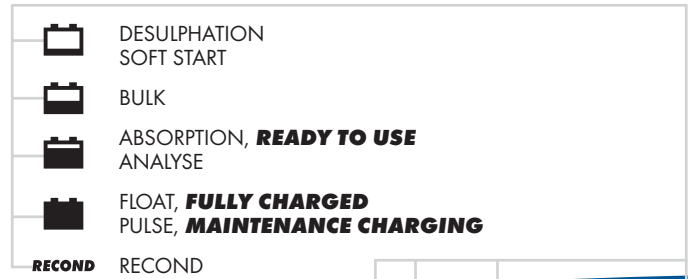 DESULPHATION
SOFT START
BULK
ABSORPTION, READY TO USE
ANALYSE
FLOAT, FULLY CHARGED
PULSE, MAINTENANCE CHARGING
RECOND RECOND